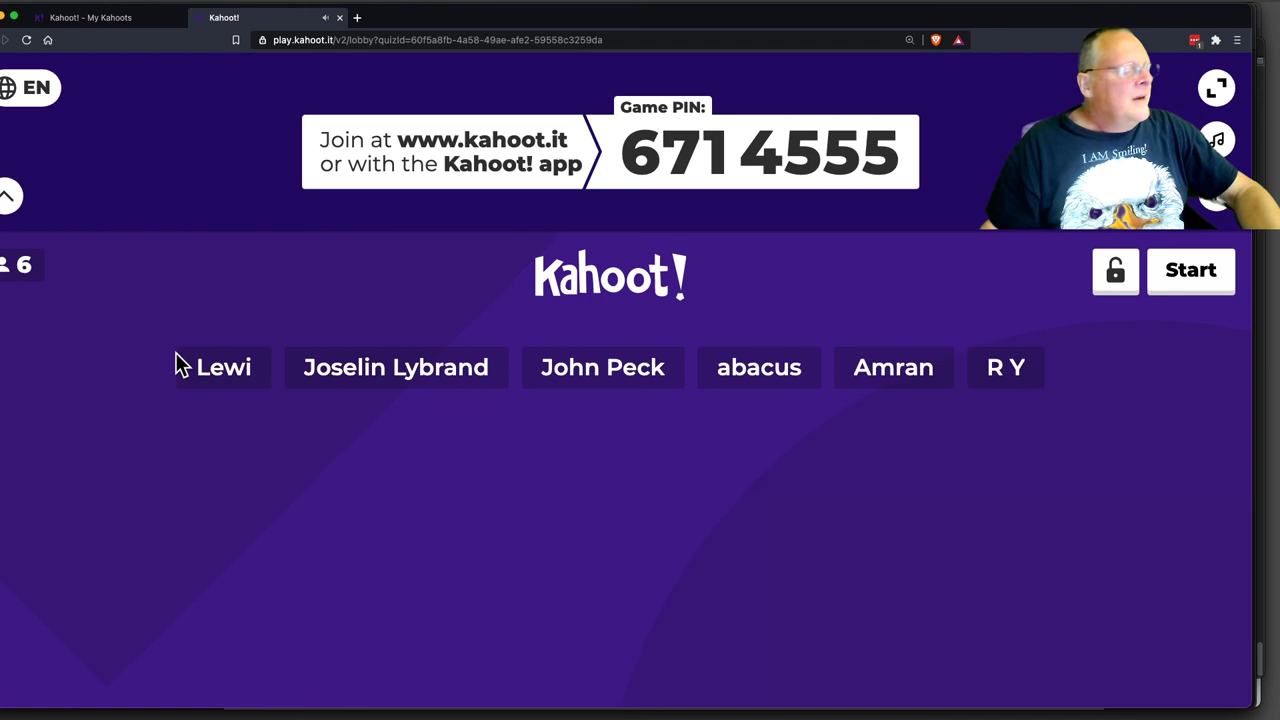 Kahoot! - My Kahoots
Kahoot!
play.kahoot.it/v2/lobby?quizId=60f5a8fb-4a58-49ae-afe2-59558c3259da
EN
Join at www.kahoot.it
or with the Kahoot! app
Game PIN:
671 4555
I AM Smiling!
6
Kahoot!
Start
Lewi
Joselin Lybrand
John Peck
abacus
Amran
R Y